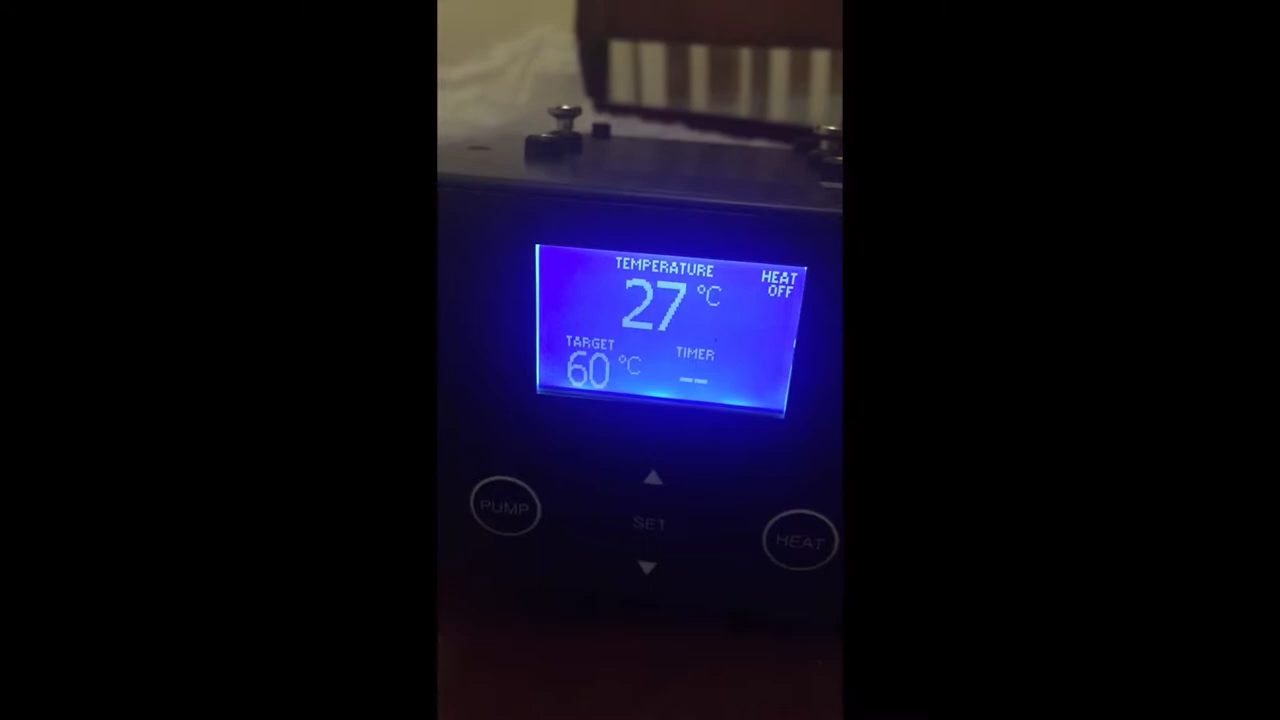 TEMPERATURE
27 °C
HEAT
OFF
TARGET
60 °C
TIMER
--
PUMP
SET
HEAT